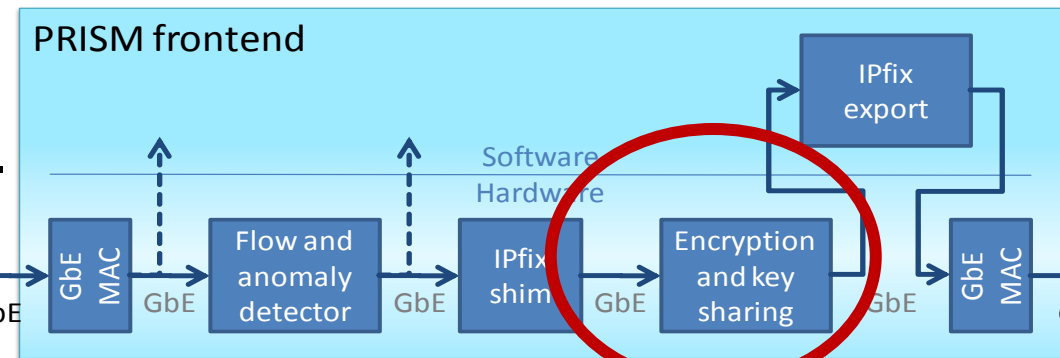 PRISM frontend
IPfix
export
Software
Hardware
GbE
MAC
Flow and
anomaly
detector
IPfix
shim
Encryption
and key
sharing
GbE
MAC
GbE
GbE
GbE
GbE